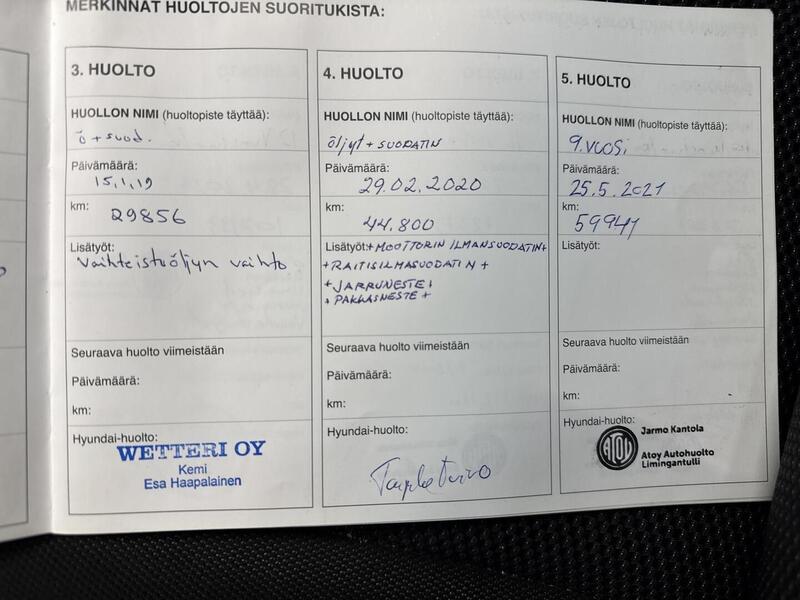 MERKINNÄT HUOLTOJEN SUORITUKISTA:
3. HUOLTO
HUOLLON NIMI (huoltopiste täyttää):
ö + suod.
Päivämäärä:
15.1.19
km:
29856
Lisätyöt:
Vaihteistoöljyn vaihto
Seuraava huolto viimeistään
Päivämäärä:
km:
Hyundai-huolto:
WETTERI OY
Kemi
Esa Haapalainen
4. HUOLTO
HUOLLON NIMI (huoltopiste täyttää):
öljyt + SUODATIN
Päivämäärä:
29.02.2020
km:
44.800
Lisätyöt: + MOOTTORIN ILMANSUODATIN +
+ RAITISILMASUODATIN +
+ JARRUNESTE +
+ PAKKASNESTE +
Seuraava huolto viimeistään
Päivämäärä:
km:
Hyundai-huolto:
5. HUOLTO
HUOLLON NIMI (huoltopiste täyttää):
9.vuosi
Päivämäärä:
25.5.2021
km:
59941
Lisätyöt:
Seuraava huolto viimeistään
Päivämäärä:
km:
Hyundai-huolto:
ATOY
Jarmo Kantola
Atoy Autohuolto
Limingantulli